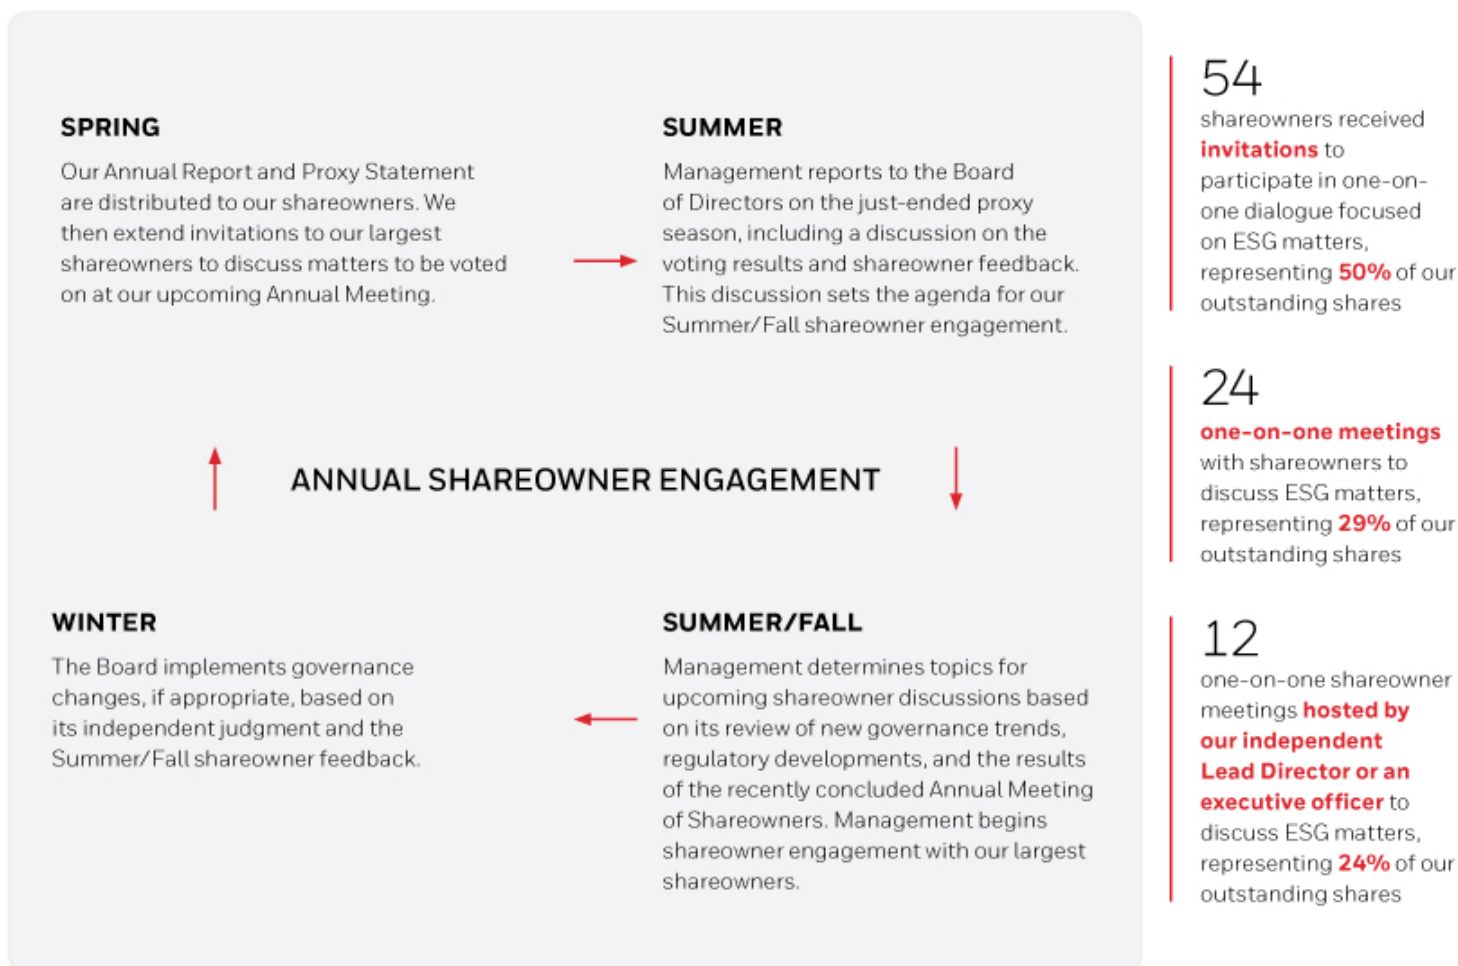 SPRING
Our Annual Report and Proxy Statement
are distributed to our shareowners. We
then extend invitations to our largest
shareowners to discuss matters to be voted
on at our upcoming Annual Meeting.
SUMMER
Management reports to the Board
of Directors on the just-ended proxy
season, including a discussion on the
voting results and shareowner feedback.
This discussion sets the agenda for our
Summer/Fall shareowner engagement.
ANNUAL SHAREOWNER ENGAGEMENT
WINTER
The Board implements governance
changes, if appropriate, based on
its independent judgment and the
Summer/Fall shareowner feedback.
SUMMER/FALL
Management determines topics for
upcoming shareowner discussions based
on its review of new governance trends,
regulatory developments, and the results
of the recently concluded Annual Meeting
of Shareowners. Management begins
shareowner engagement with our largest
shareowners.
54
shareowners received
invitations to
participate in one-on-
one dialogue focused
on ESG matters,
representing 50% of our
outstanding shares
24
one-on-one meetings
with shareowners to
discuss ESG matters,
representing 29% of our
outstanding shares
12
one-on-one shareowner
meetings hosted by
our independent
Lead Director or an
executive officer to
discuss ESG matters,
representing 24% of our
outstanding shares